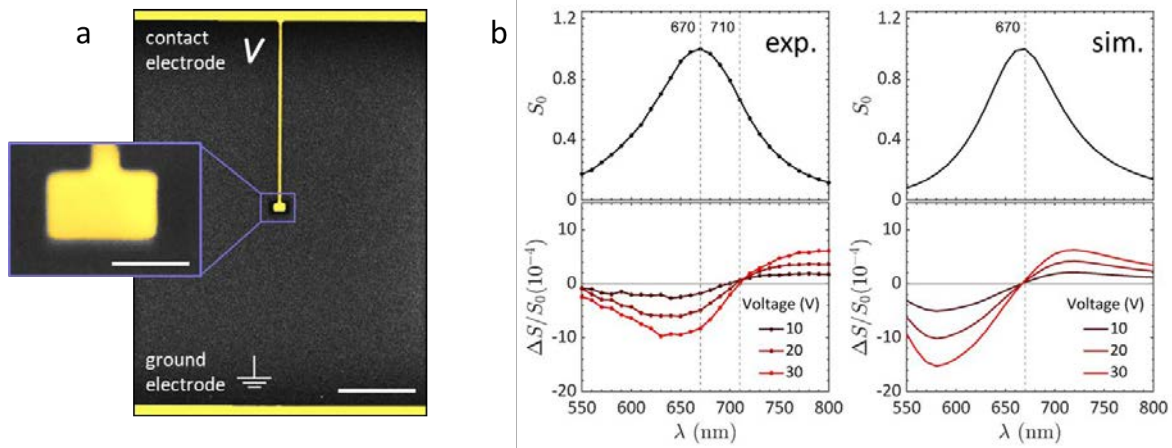 a
contact
electrode
V
ground
electrode
b
1.2
0.8
0.4
0
S₀
670
710
exp.
1.2
0.8
0.4
0
S₀
670
sim.
10
0
-10
-20
ΔS/S₀(10⁻⁴)
Voltage (V)
10
20
30
550 600 650 700 750 800
λ (nm)
10
0
-10
-20
ΔS/S₀(10⁻⁴)
Voltage (V)
10
20
30
550 600 650 700 750 800
λ (nm)